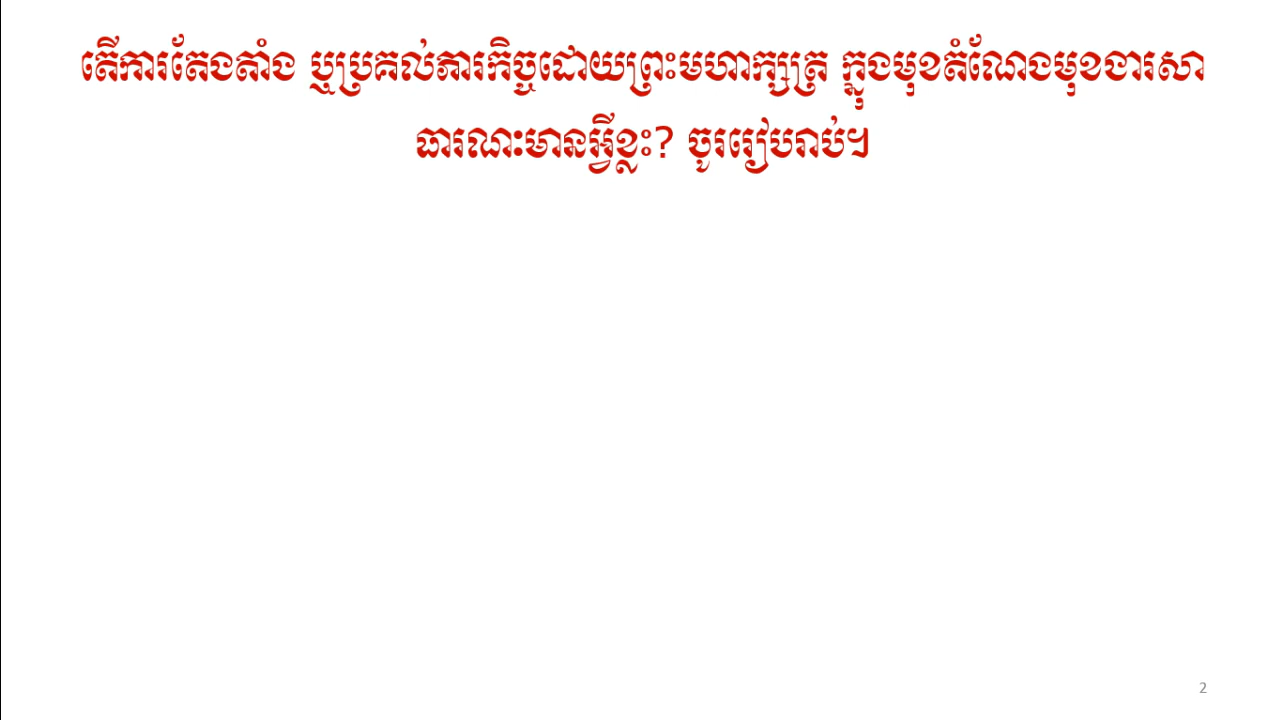 តើការតែងតាំង ឬប្រគល់ភារកិច្ចដោយព្រះមហាក្សត្រ ក្នុងមុខតំណែងមុខងារសា
ធារណៈមានអ្វីខ្លះ? ចូររៀបរាប់។
2